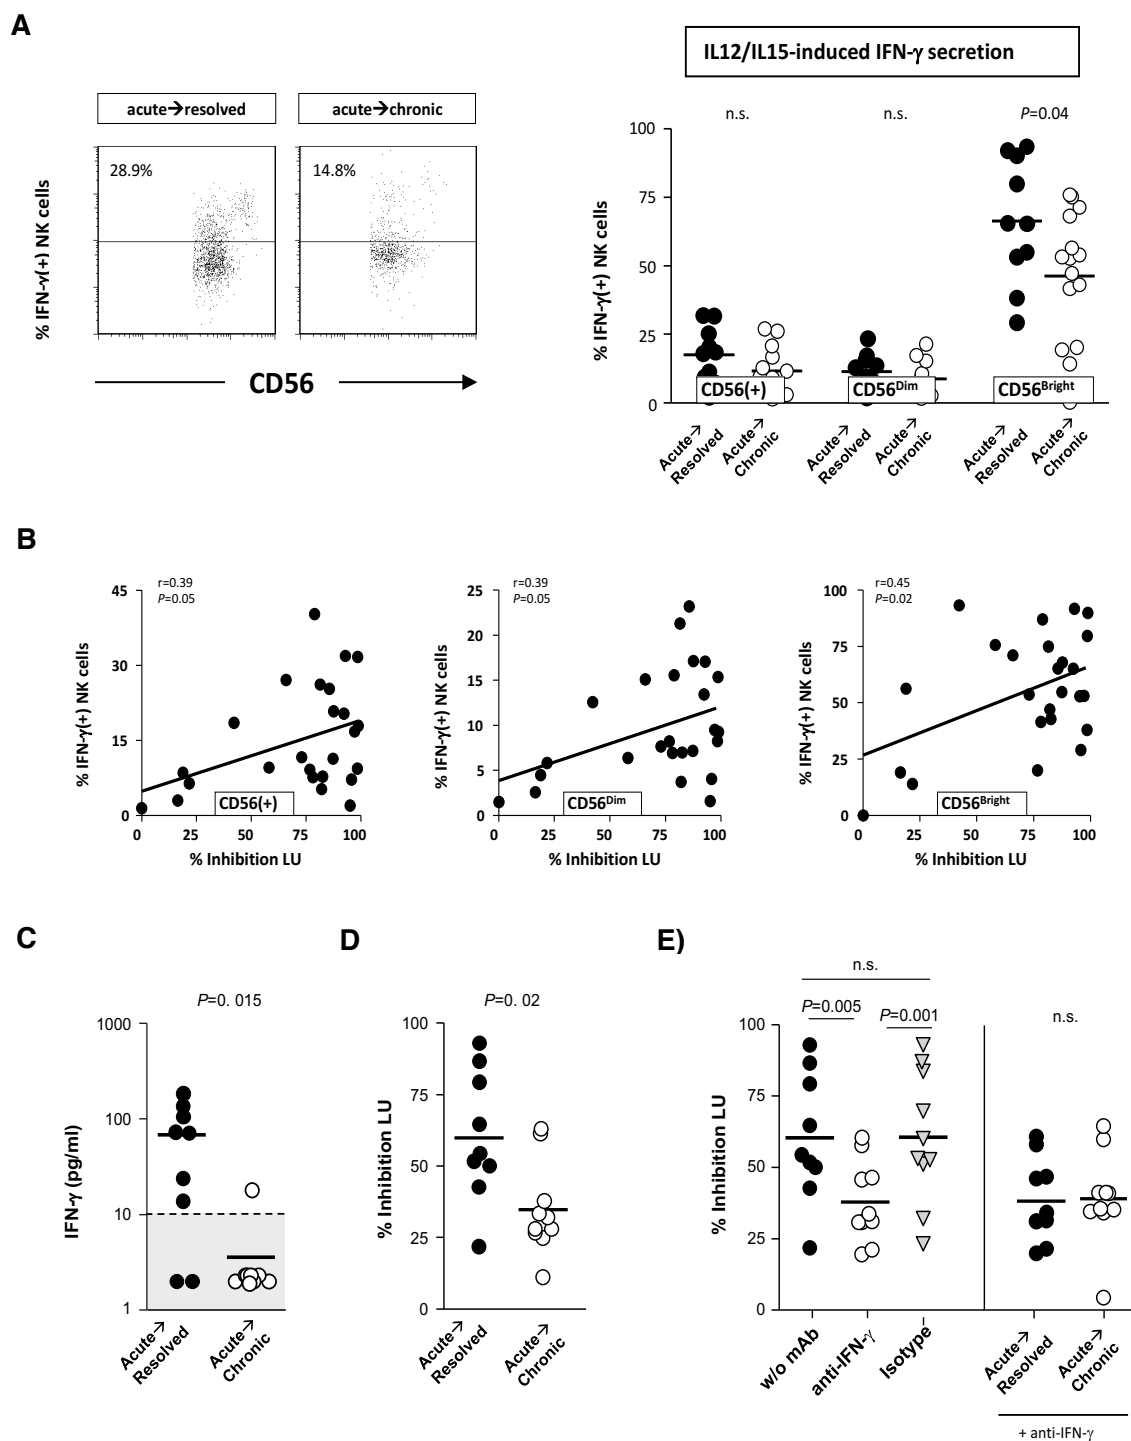 A
IL12/IL15-induced IFN-γ secretion
acute→resolved
acute→chronic
28.9%
14.8%
% IFN-γ(+) NK cells
CD56
n.s.
n.s.
P=0.04
% IFN-γ(+) NK cells
100
75
50
25
0
CD56(+)
CD56Dim
CD56Bright
Acute→
Resolved
Acute→
Chronic
Acute→
Resolved
Acute→
Chronic
Acute→
Resolved
Acute→
Chronic
B
r=0.39
P=0.05
% IFN-γ(+) NK cells
45
30
15
0
CD56(+)
0 25 50 75 100
% Inhibition LU
r=0.39
P=0.05
% IFN-γ(+) NK cells
25
20
15
10
5
0
CD56Dim
0 25 50 75 100
% Inhibition LU
r=0.45
P=0.02
% IFN-γ(+) NK cells
100
75
50
25
0
CD56Bright
0 25 50 75 100
% Inhibition LU
C
P=0. 015
IFN-γ (pg/ml)
1000
100
10
1
Acute→
Resolved
Acute→
Chronic
D
P=0. 02
% Inhibition LU
100
75
50
25
0
Acute→
Resolved
Acute→
Chronic
E)
n.s.
P=0.005
P=0.001
n.s.
% Inhibition LU
100
75
50
25
0
w/o mAb
anti-IFN-γ
Isotype
Acute→
Resolved
Acute→
Chronic
+ anti-IFN-γ